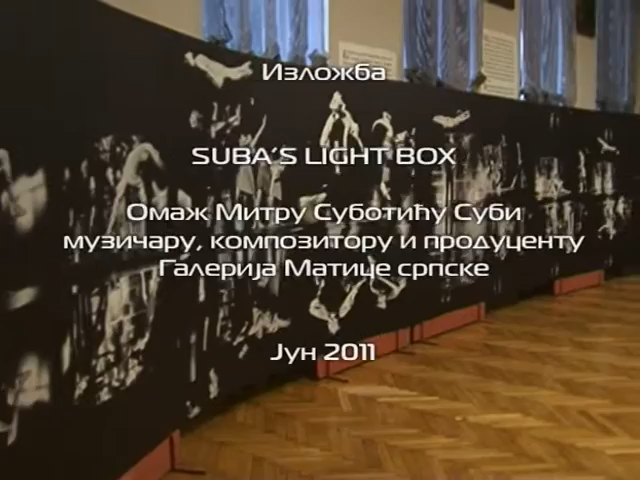 Изложба
SUBA'S LIGHT BOX
Омаж Митру Суботићу Суби
музичару, композитору и продуценту
Галерија Матице српске
Јун 2011